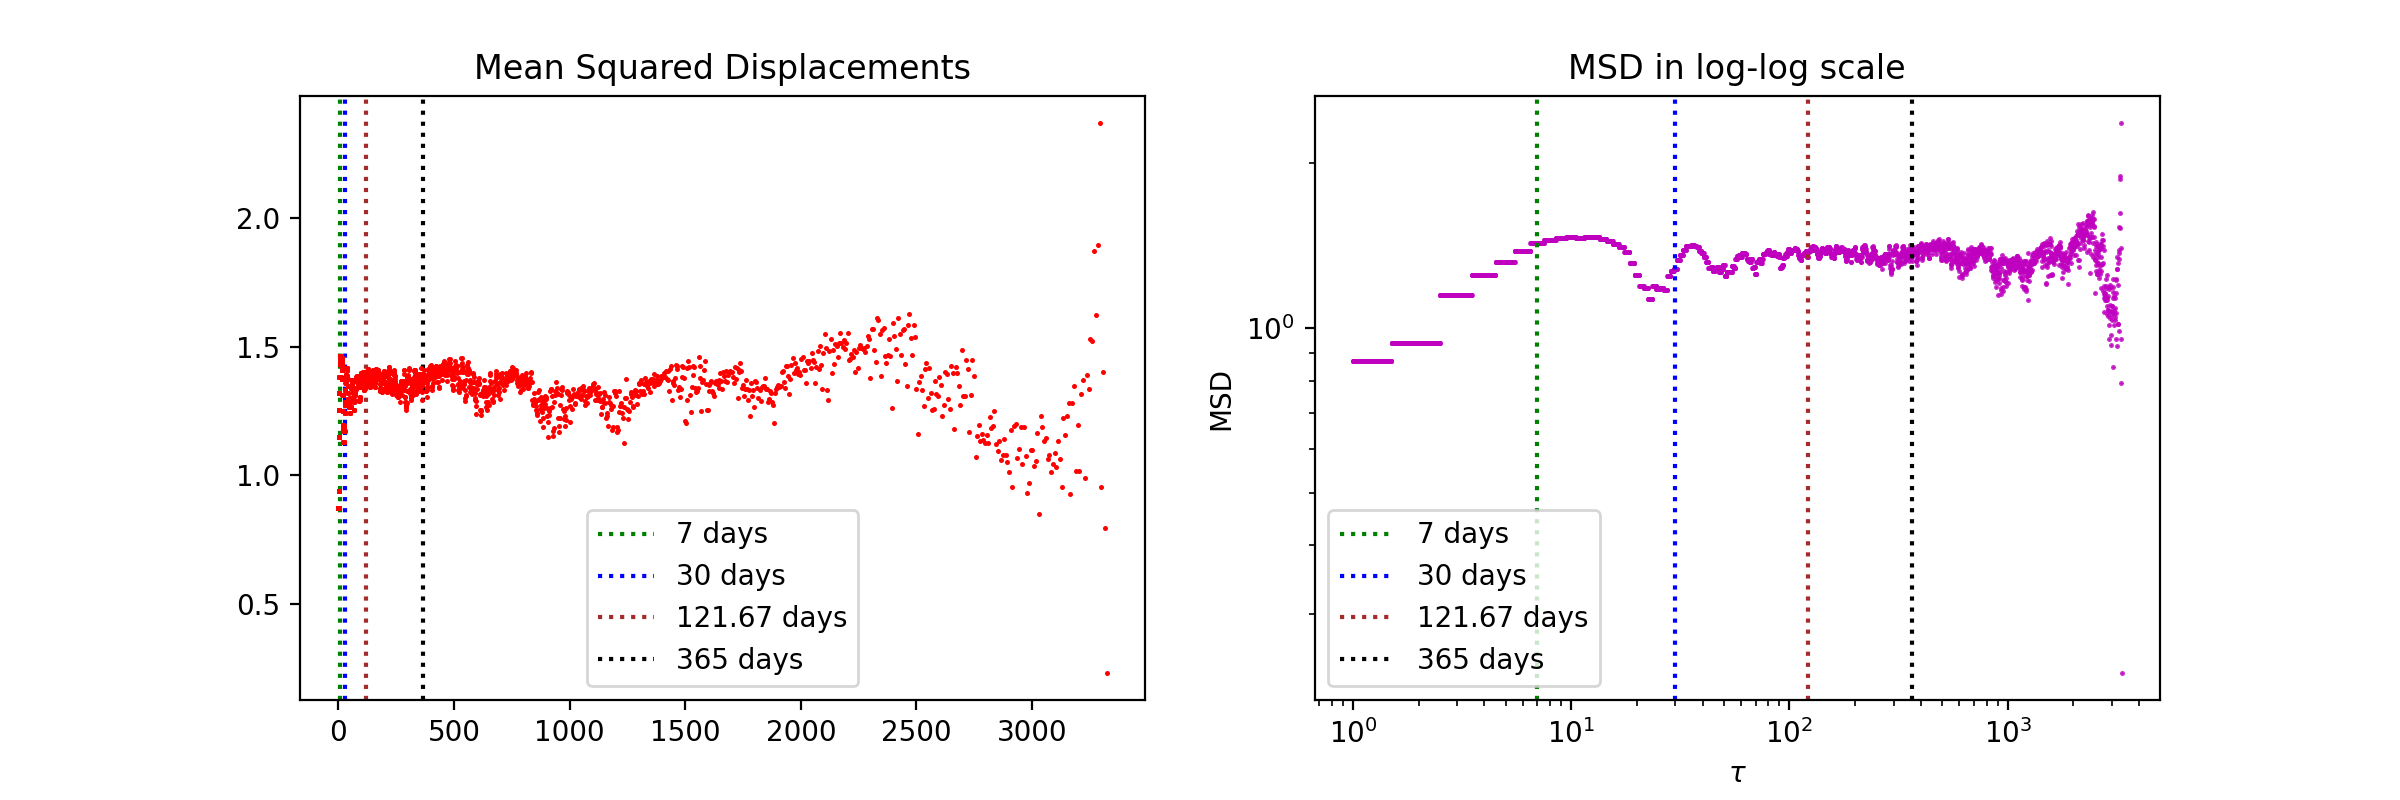 Mean Squared Displacements
2.0
1.5
1.0
0.5
0 500 1000 1500 2000 2500 3000
7 days
30 days
121.67 days
365 days
MSD in log-log scale
MSD
10⁰
10⁰ 10¹ 10² 10³
τ
7 days
30 days
121.67 days
365 days